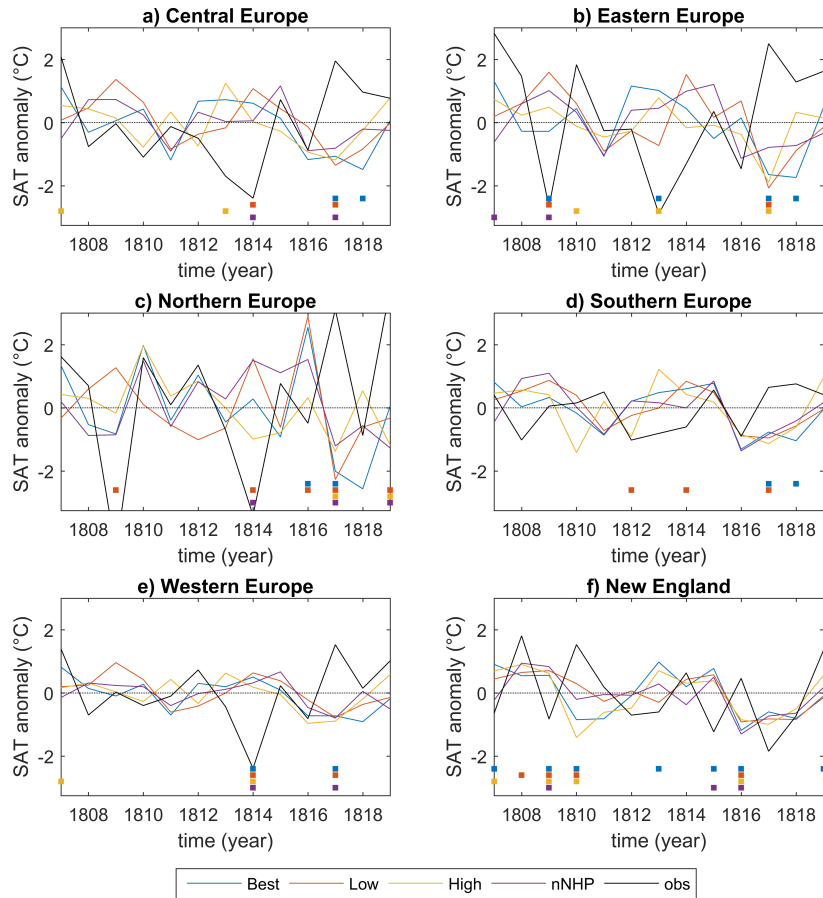 a) Central Europe
b) Eastern Europe
SAT anomaly (°C)
2
0
-2
1808 1810 1812 1814 1816 1818
time (year)
SAT anomaly (°C)
2
0
-2
1808 1810 1812 1814 1816 1818
time (year)
c) Northern Europe
d) Southern Europe
SAT anomaly (°C)
2
0
-2
1808 1810 1812 1814 1816 1818
time (year)
SAT anomaly (°C)
2
0
-2
1808 1810 1812 1814 1816 1818
time (year)
e) Western Europe
f) New England
SAT anomaly (°C)
2
0
-2
1808 1810 1812 1814 1816 1818
time (year)
SAT anomaly (°C)
2
0
-2
1808 1810 1812 1814 1816 1818
time (year)
Best Low High nNHP obs